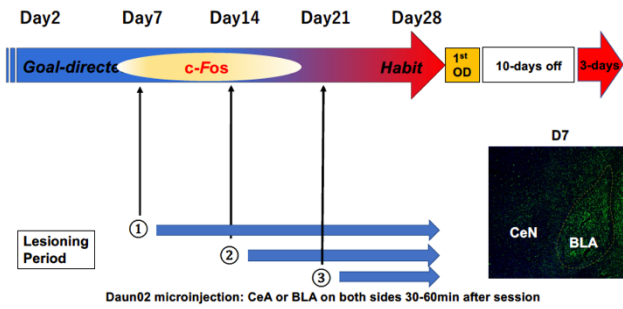 Day2 Day7 Day14 Day21 Day28
Goal-directe c-Fos Habit 1st OD 10-days off 3-days
D7
CeN
BLA
①
Lesioning Period
②
③
Daun02 microinjection: CeA or BLA on both sides 30-60min after session